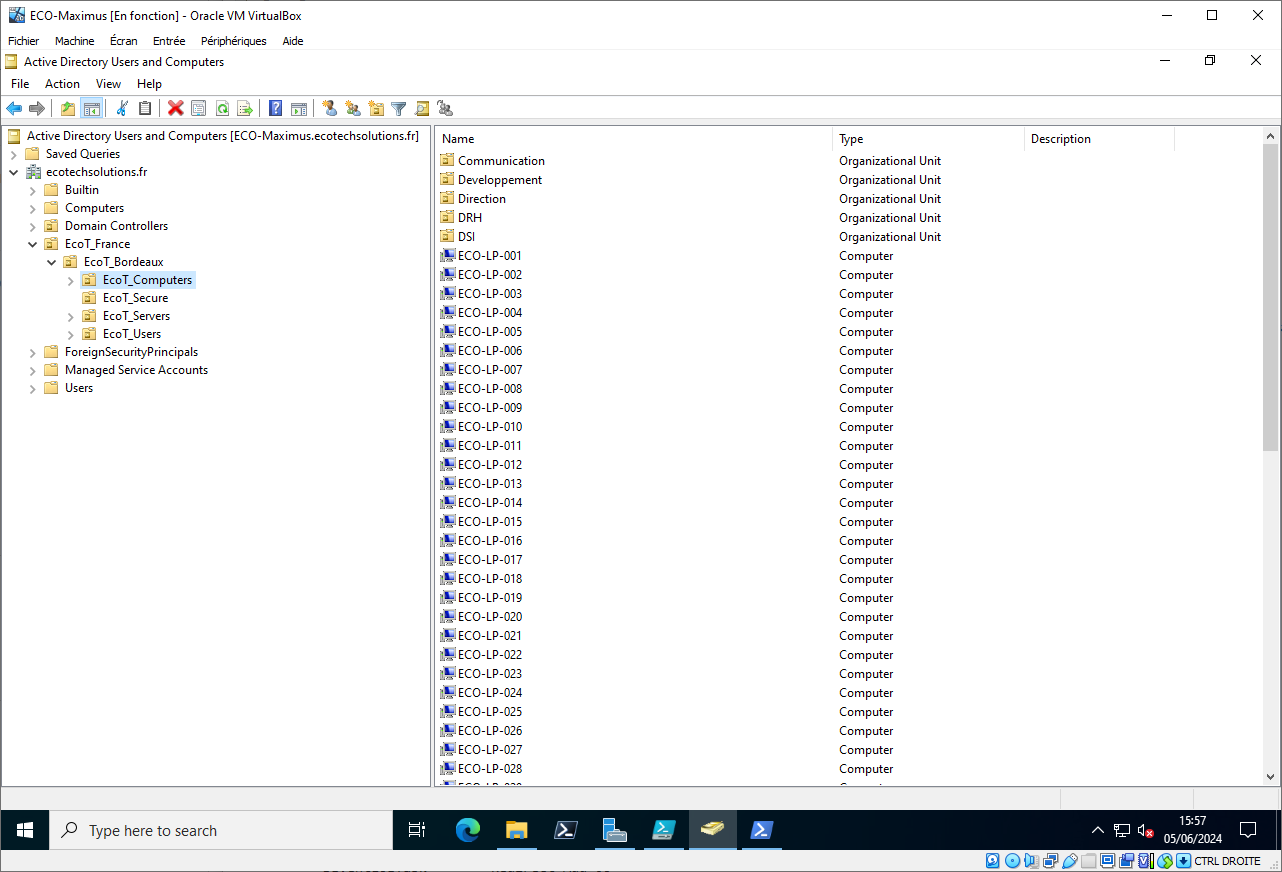 ECO-Maximus [En fonction] - Oracle VM VirtualBox
Fichier Machine Écran Entrée Périphériques Aide
Active Directory Users and Computers
File Action View Help
Active Directory Users and Computers [ECO-Maximus.ecotechsolutions.fr]
Saved Queries
ecotechsolutions.fr
Builtin
Computers
Domain Controllers
EcoT_France
EcoT_Bordeaux
EcoT_Computers
EcoT_Secure
EcoT_Servers
EcoT_Users
ForeignSecurityPrincipals
Managed Service Accounts
Users
Name Type Description
Communication Organizational Unit
Developpement Organizational Unit
Direction Organizational Unit
DRH Organizational Unit
DSI Organizational Unit
ECO-LP-001 Computer
ECO-LP-002 Computer
ECO-LP-003 Computer
ECO-LP-004 Computer
ECO-LP-005 Computer
ECO-LP-006 Computer
ECO-LP-007 Computer
ECO-LP-008 Computer
ECO-LP-009 Computer
ECO-LP-010 Computer
ECO-LP-011 Computer
ECO-LP-012 Computer
ECO-LP-013 Computer
ECO-LP-014 Computer
ECO-LP-015 Computer
ECO-LP-016 Computer
ECO-LP-017 Computer
ECO-LP-018 Computer
ECO-LP-019 Computer
ECO-LP-020 Computer
ECO-LP-021 Computer
ECO-LP-022 Computer
ECO-LP-023 Computer
ECO-LP-024 Computer
ECO-LP-025 Computer
ECO-LP-026 Computer
ECO-LP-027 Computer
ECO-LP-028 Computer
Type here to search
15:57
05/06/2024
CTRL DROITE